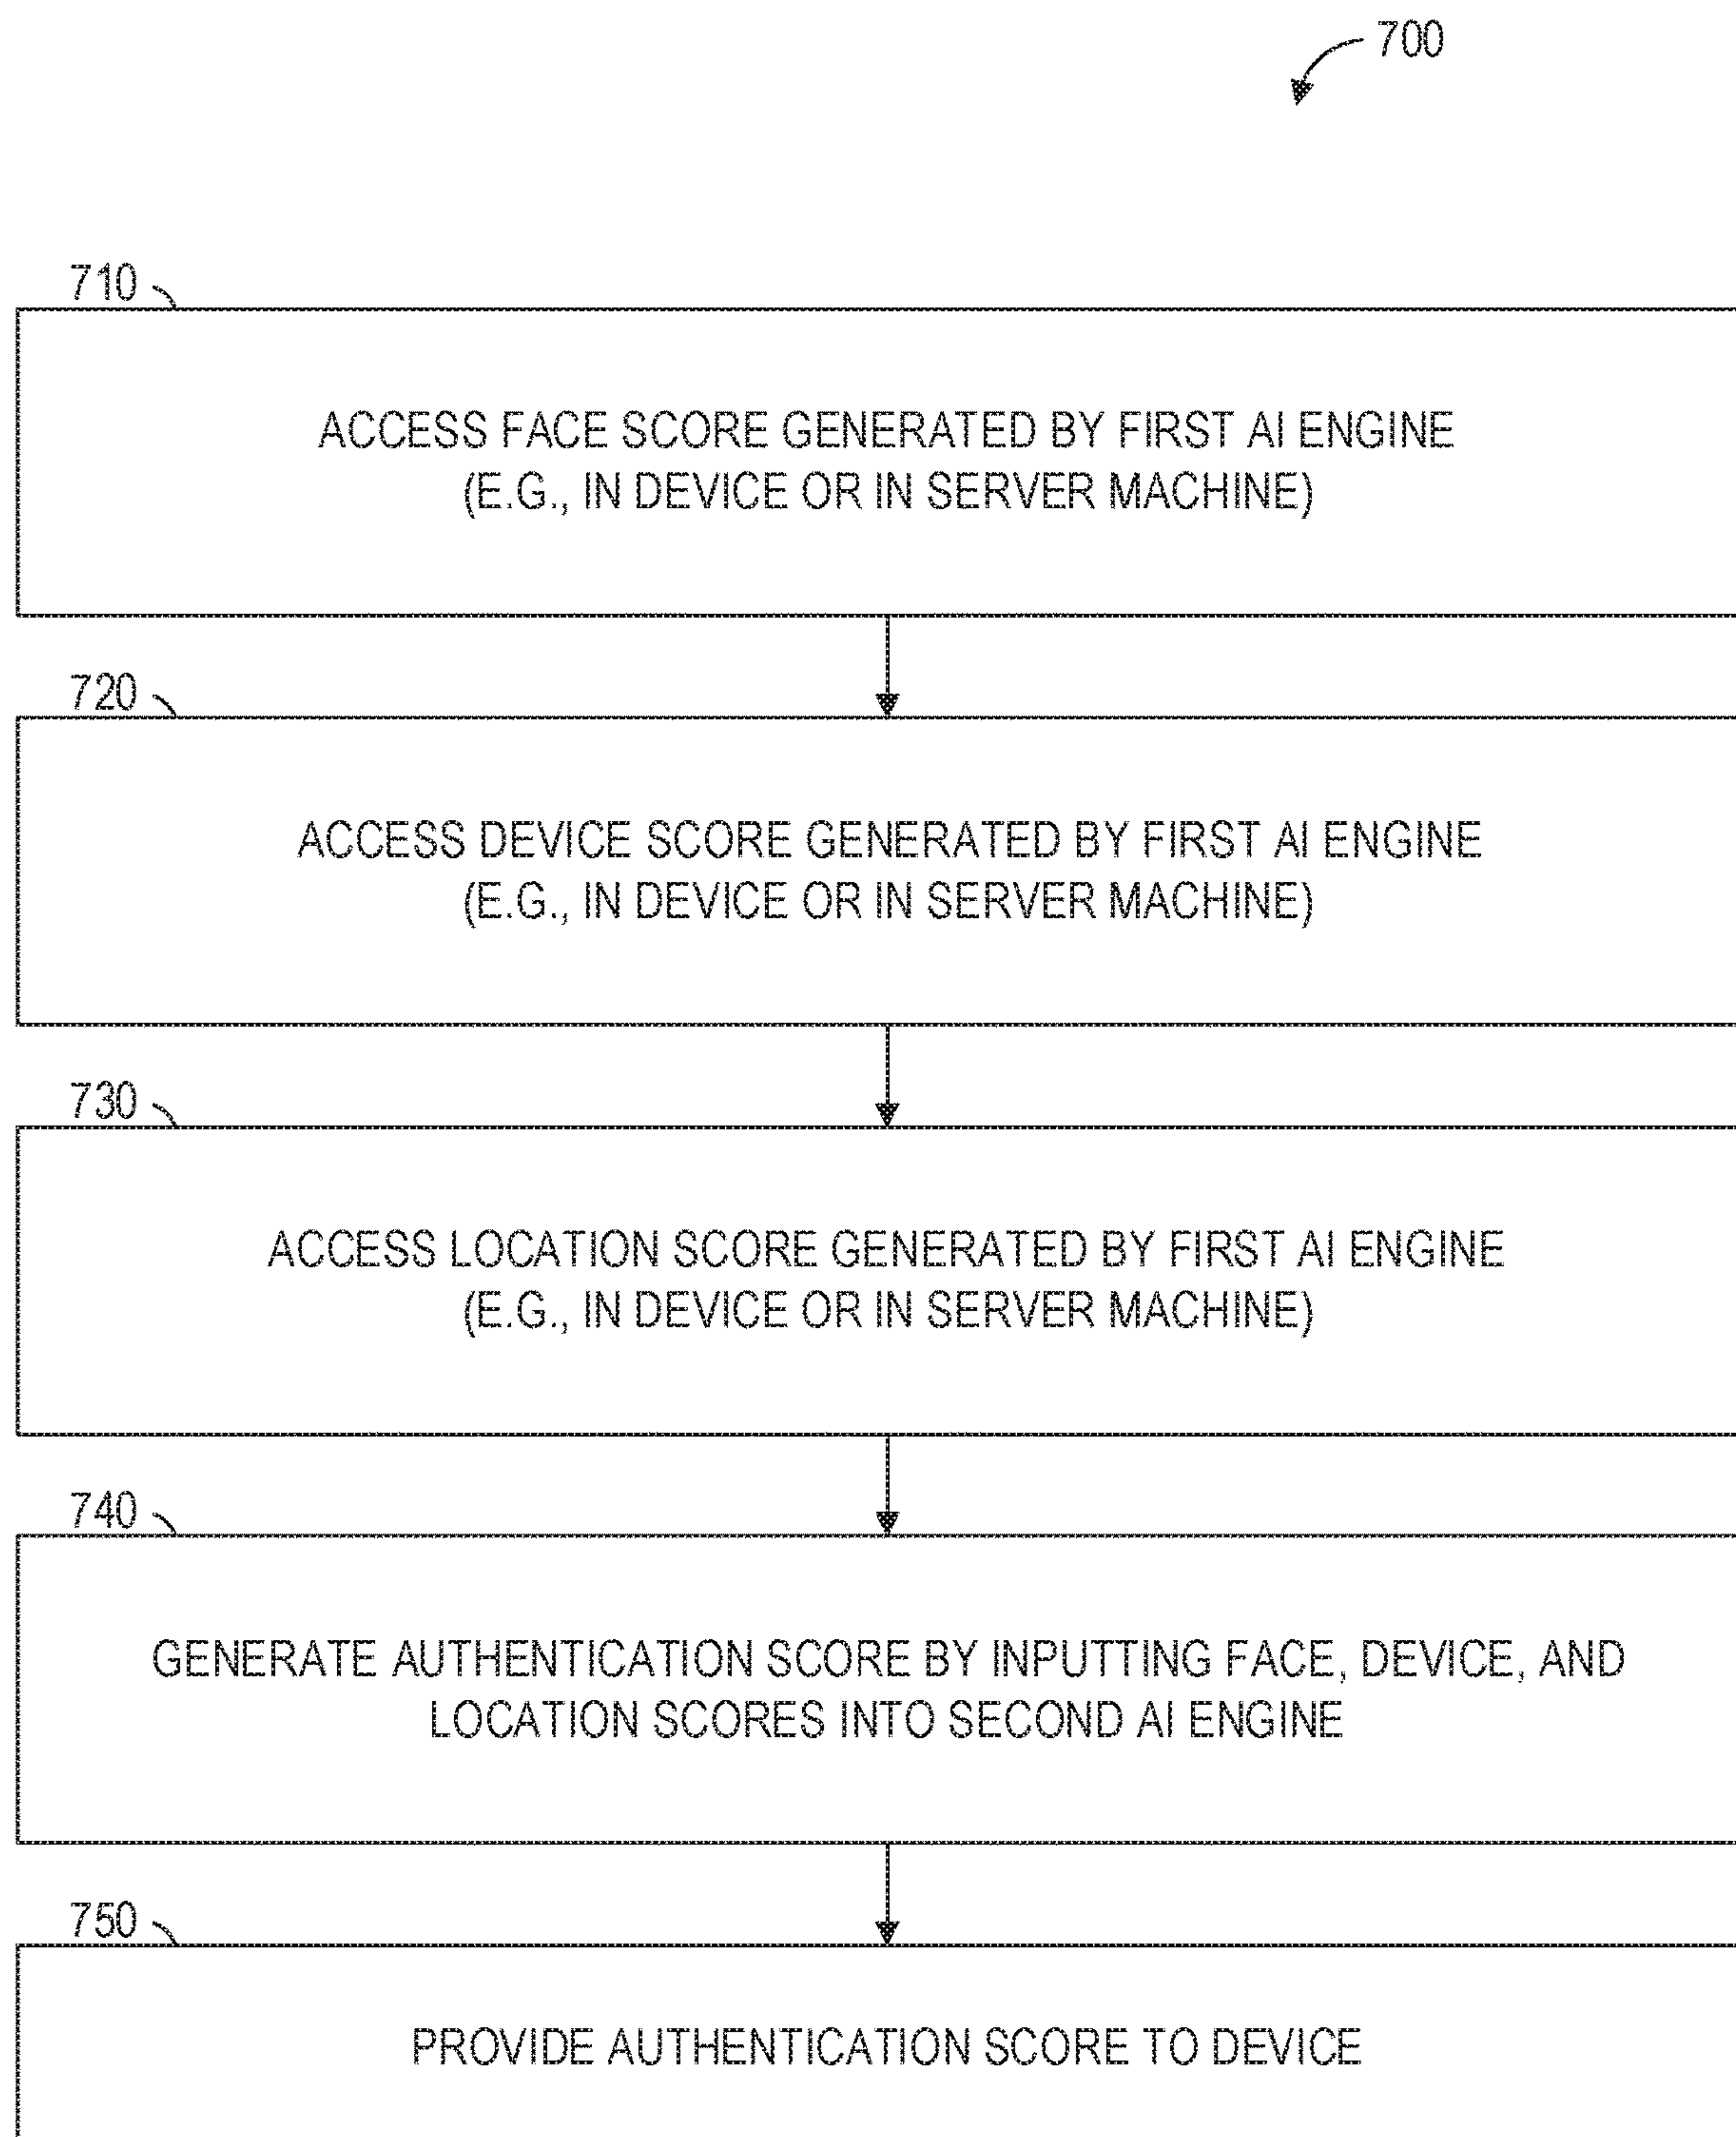 700
710
ACCESS FACE SCORE GENERATED BY FIRST AI ENGINE
(E.G., IN DEVICE OR IN SERVER MACHINE)
720
ACCESS DEVICE SCORE GENERATED BY FIRST AI ENGINE
(E.G., IN DEVICE OR IN SERVER MACHINE)
730
ACCESS LOCATION SCORE GENERATED BY FIRST AI ENGINE
(E.G., IN DEVICE OR IN SERVER MACHINE)
740
GENERATE AUTHENTICATION SCORE BY INPUTTING FACE, DEVICE, AND
LOCATION SCORES INTO SECOND AI ENGINE
750
PROVIDE AUTHENTICATION SCORE TO DEVICE